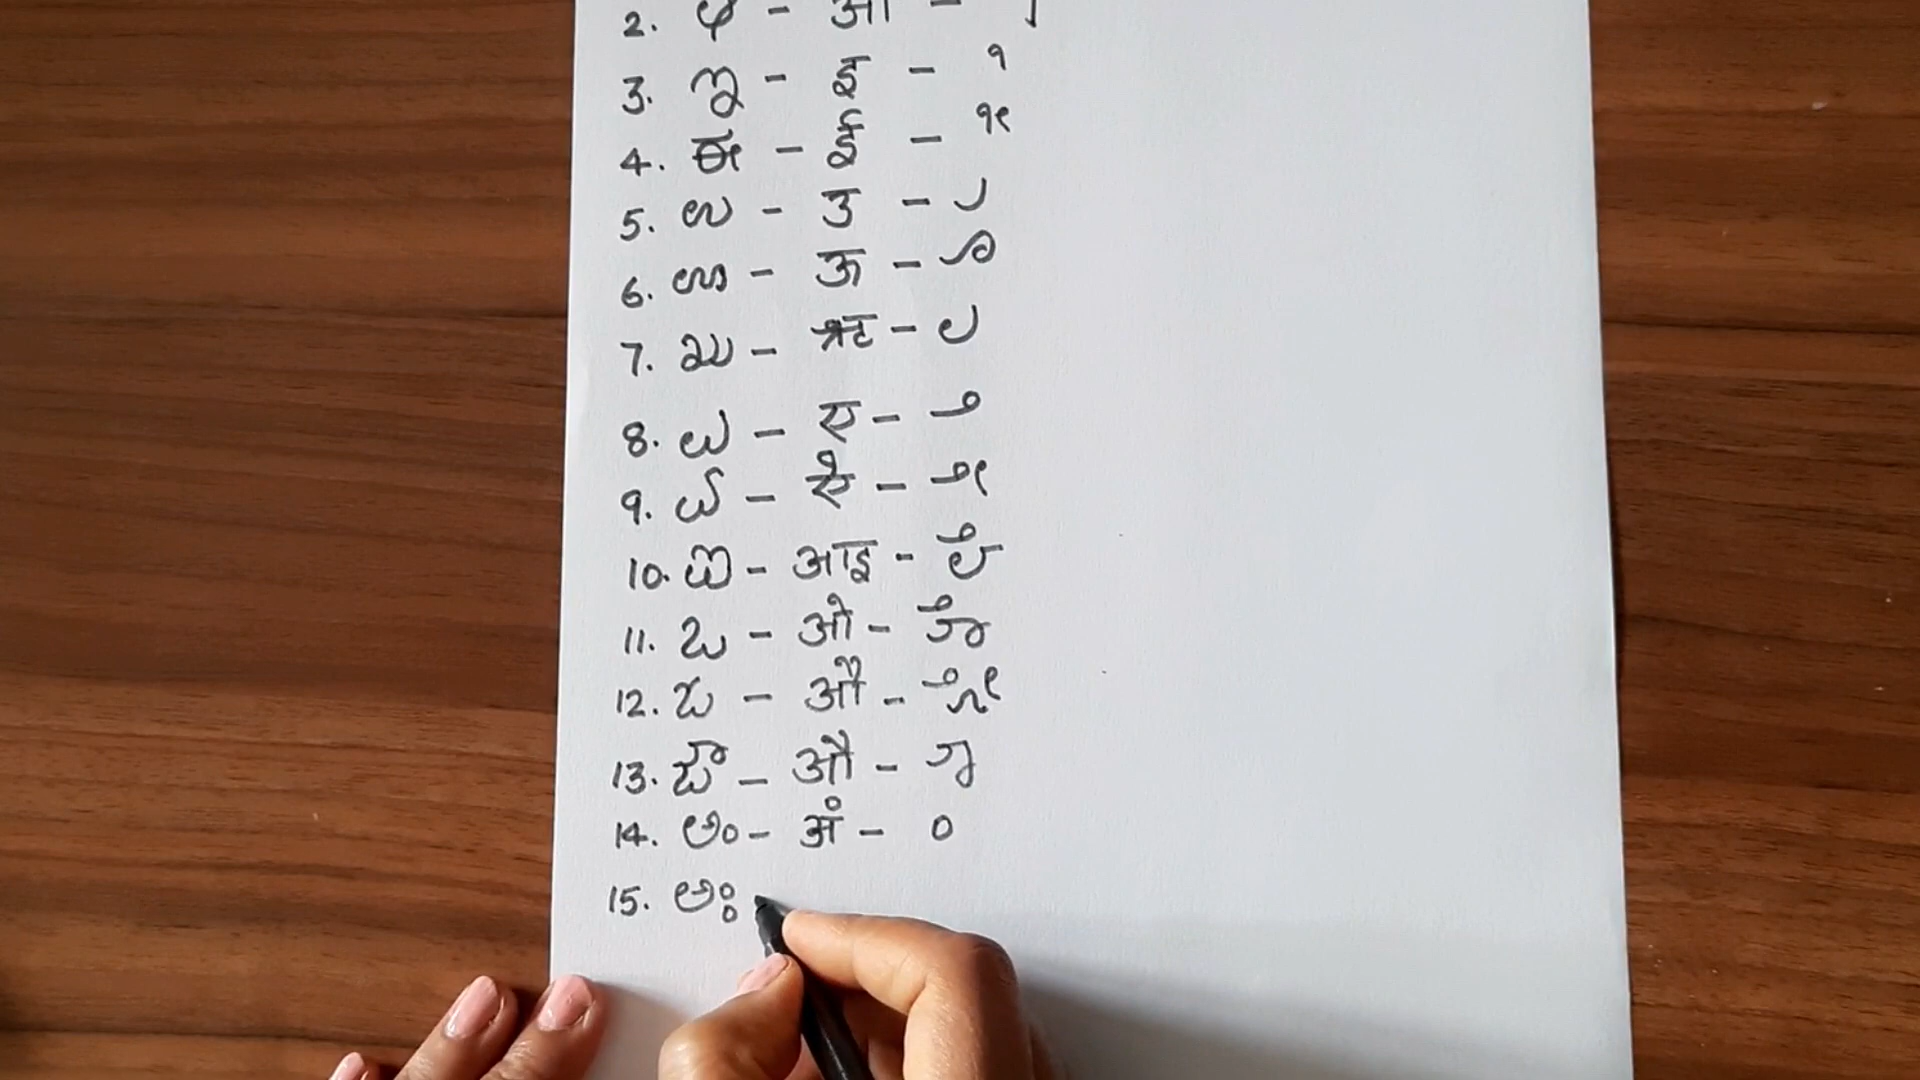 2. ಆ - आ -
3. ಇ - इ - ಿ
4. ಈ - ई - ೀ
5. ಉ - उ - ು
6. ಊ - ऊ - ೂ
7. ಋ - ऋ - ೃ
8. ಎ - ए - ೆ
9. ಏ - ऐ - ೇ
10. ಐ - आइ - ೈ
11. ಒ - ओ - ೊ
12. ಓ - औ - ೋ
13. ಔ - औ - ೌ
14. ಅಂ - अं - ಂ
15. ಅಃ